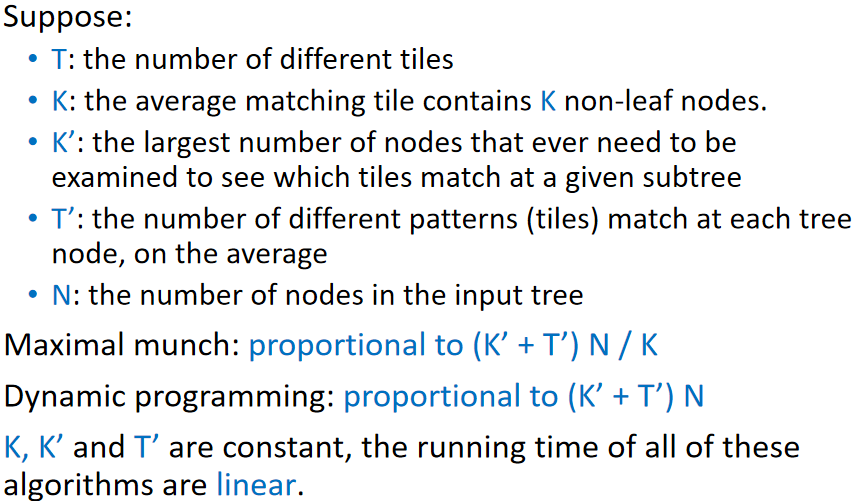 Suppose:
• T: the number of different tiles
• K: the average matching tile contains K non-leaf nodes.
• K’: the largest number of nodes that ever need to be
examined to see which tiles match at a given subtree
• T’: the number of different patterns (tiles) match at each tree
node, on the average
• N: the number of nodes in the input tree
Maximal munch: proportional to (K’ + T’) N / K
Dynamic programming: proportional to (K’ + T’) N
K, K’ and T’ are constant, the running time of all of these
algorithms are linear.